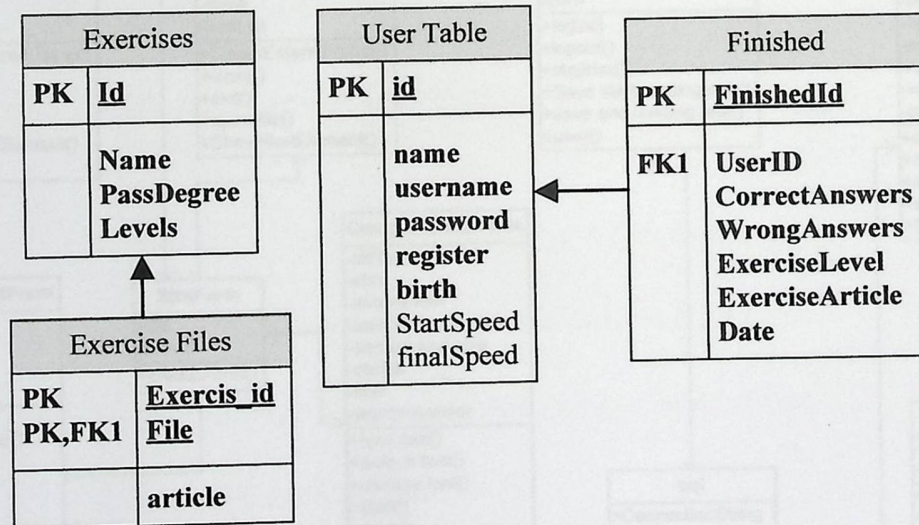 Exercises
PK Id
Name
PassDegree
Levels
User Table
PK id
name
username
password
register
birth
StartSpeed
finalSpeed
Finished
PK FinishedId
FK1 UserID
CorrectAnswers
WrongAnswers
ExerciseLevel
ExerciseArticle
Date
Exercise Files
PK Exercis_id
PK,FK1 File
article